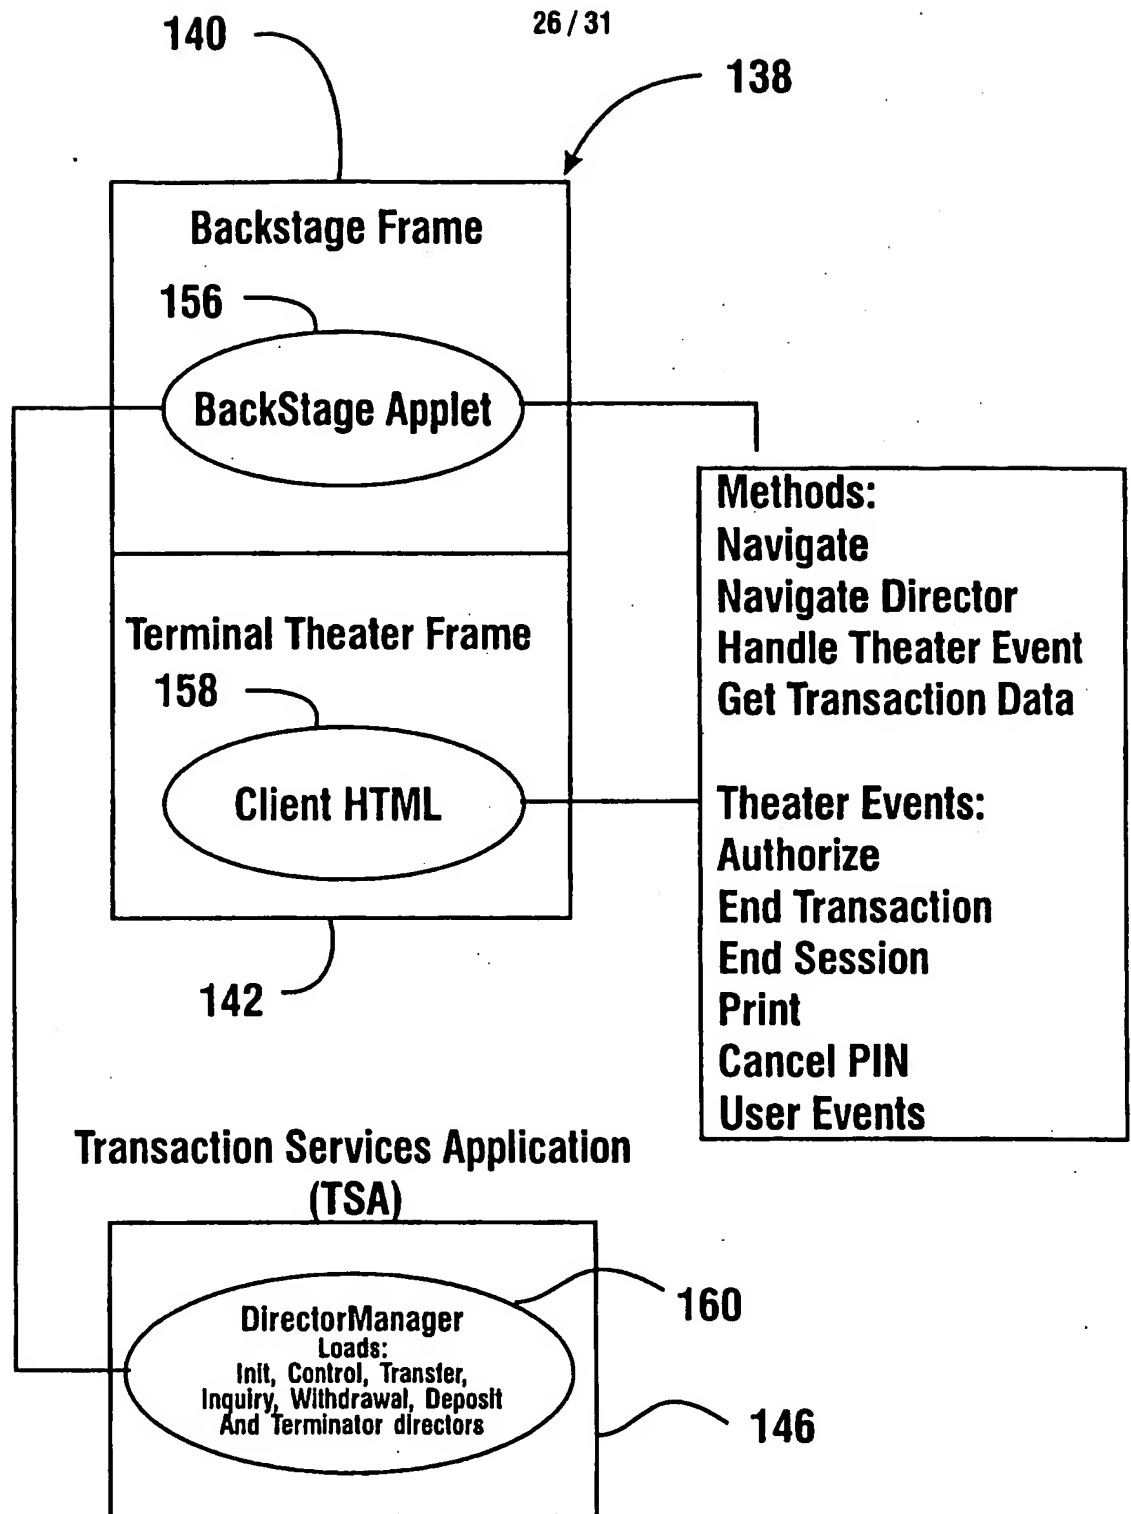 26 / 31
140
138
Backstage Frame
156
BackStage Applet
Methods:
Navigate
Navigate Director
Handle Theater Event
Get Transaction Data
Terminal Theater Frame
158
Client HTML
Theater Events:
Authorize
End Transaction
End Session
Print
Cancel PIN
User Events
142
Transaction Services Application
(TSA)
DirectorManager
Loads:
Init, Control, Transfer,
Inquiry, Withdrawal, Deposit
And Terminator directors
160
146